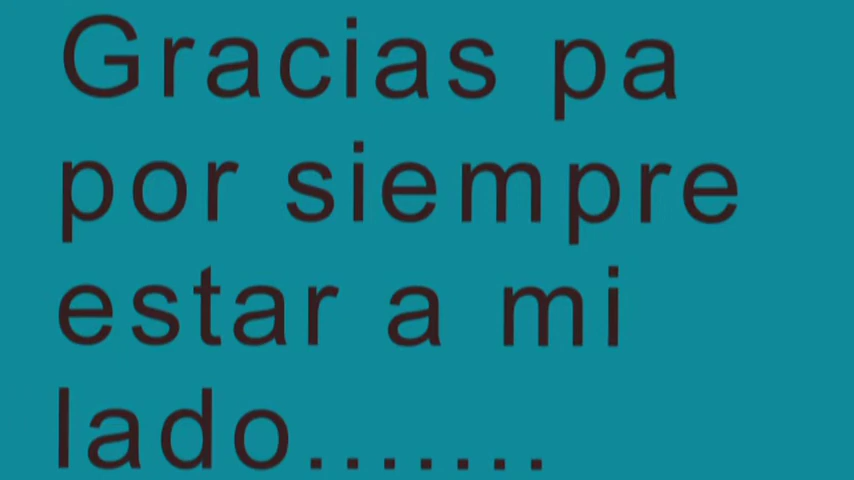 Gracias pa
por siempre
estar a mi
lado.......